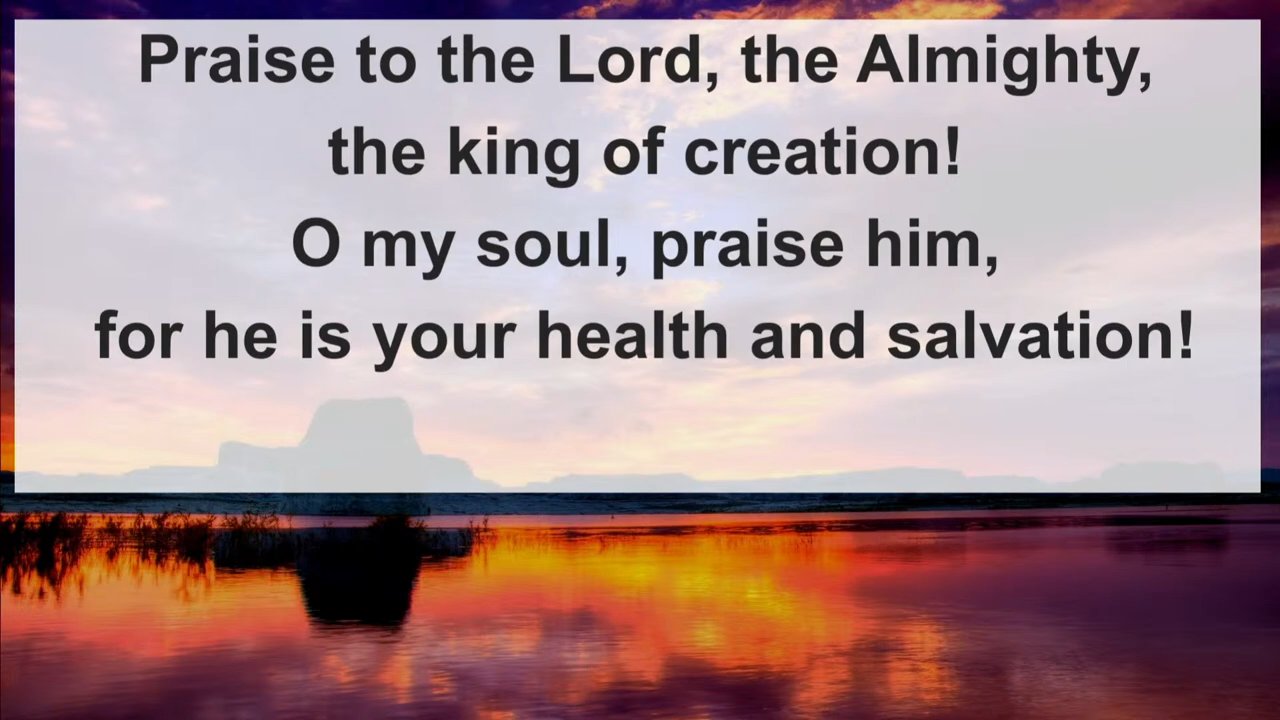 Praise to the Lord, the Almighty,
the king of creation!
O my soul, praise him,
for he is your health and salvation!